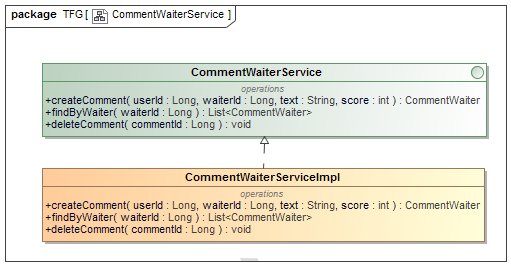 package TFG [ CommentWaiterService ]
CommentWaiterService
operations
+createComment( userId : Long, waiterId : Long, text : String, score : int ) : CommentWaiter
+findByWaiter( waiterId : Long ) : List<CommentWaiter>
+deleteComment( commentId : Long ) : void
CommentWaiterServiceImpl
operations
+createComment( userId : Long, waiterId : Long, text : String, score : int ) : CommentWaiter
+findByWaiter( waiterId : Long ) : List<CommentWaiter>
+deleteComment( commentId : Long ) : void